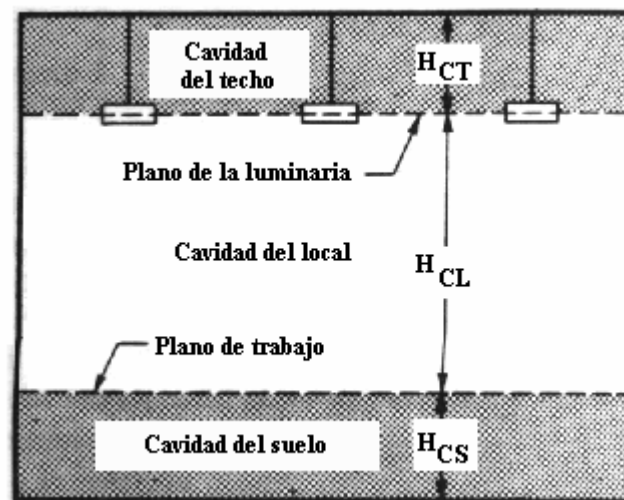 Cavidad
del techo
H CT
Plano de la luminaria
Cavidad del local
H CL
Plano de trabajo
Cavidad del suelo
H CS